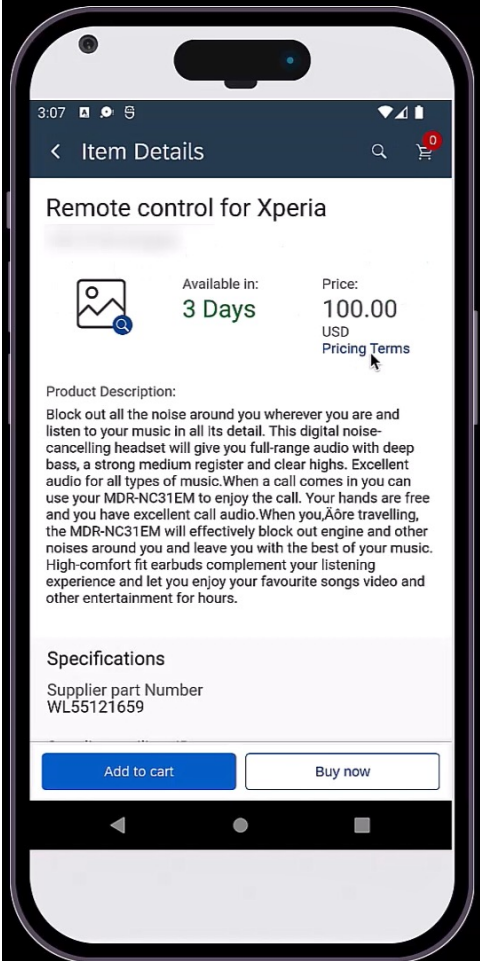 3:07
Item Details
0
Remote control for Xperia
Available in:
3 Days
Price:
100.00
USD
Pricing Terms
Product Description:
Block out all the noise around you wherever you are and
listen to your music in all Its detail. This digital noise-
cancelling headset will give you full-range audio with deep
bass, a strong medium register and clear highs. Excellent
audio for all types of music.When a call comes in you can
use your MDR-NC31EM to enjoy the call. Your hands are free
and you have excellent call audio.When you‚Äôre travelling,
the MDR-NC31EM will effectively block out engine and other
noises around you and leave you with the best of your music.
High-comfort fit earbuds complement your listening
experience and let you enjoy your favourite songs video and
other entertainment for hours.
Specifications
Supplier part Number
WL55121659
Add to cart
Buy now